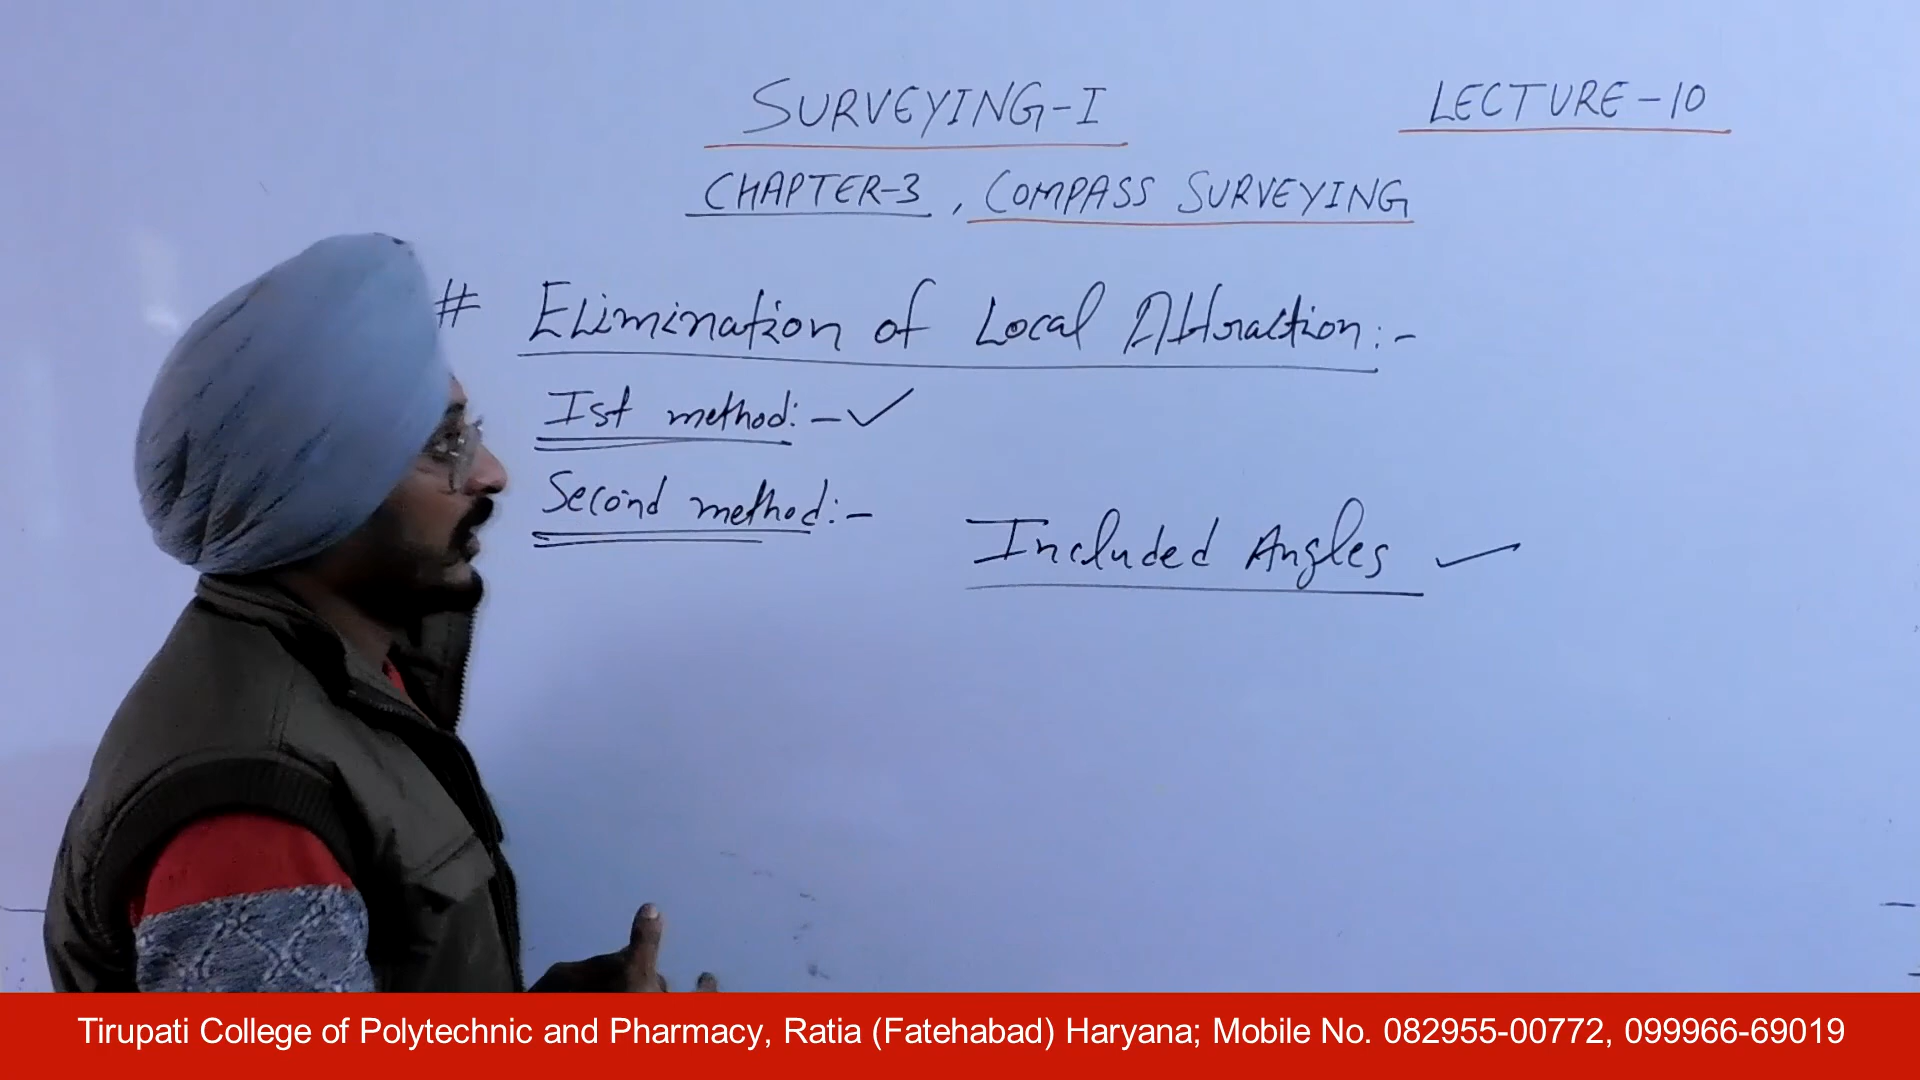 SURVEYING-I
LECTURE-10
CHAPTER-3, COMPASS SURVEYING
# Elimination of Local Attraction:-
Ist method:- ✓
Second method:-
Included Angles ✓
Tirupati College of Polytechnic and Pharmacy, Ratia (Fatehabad) Haryana; Mobile No. 082955-00772, 099966-69019